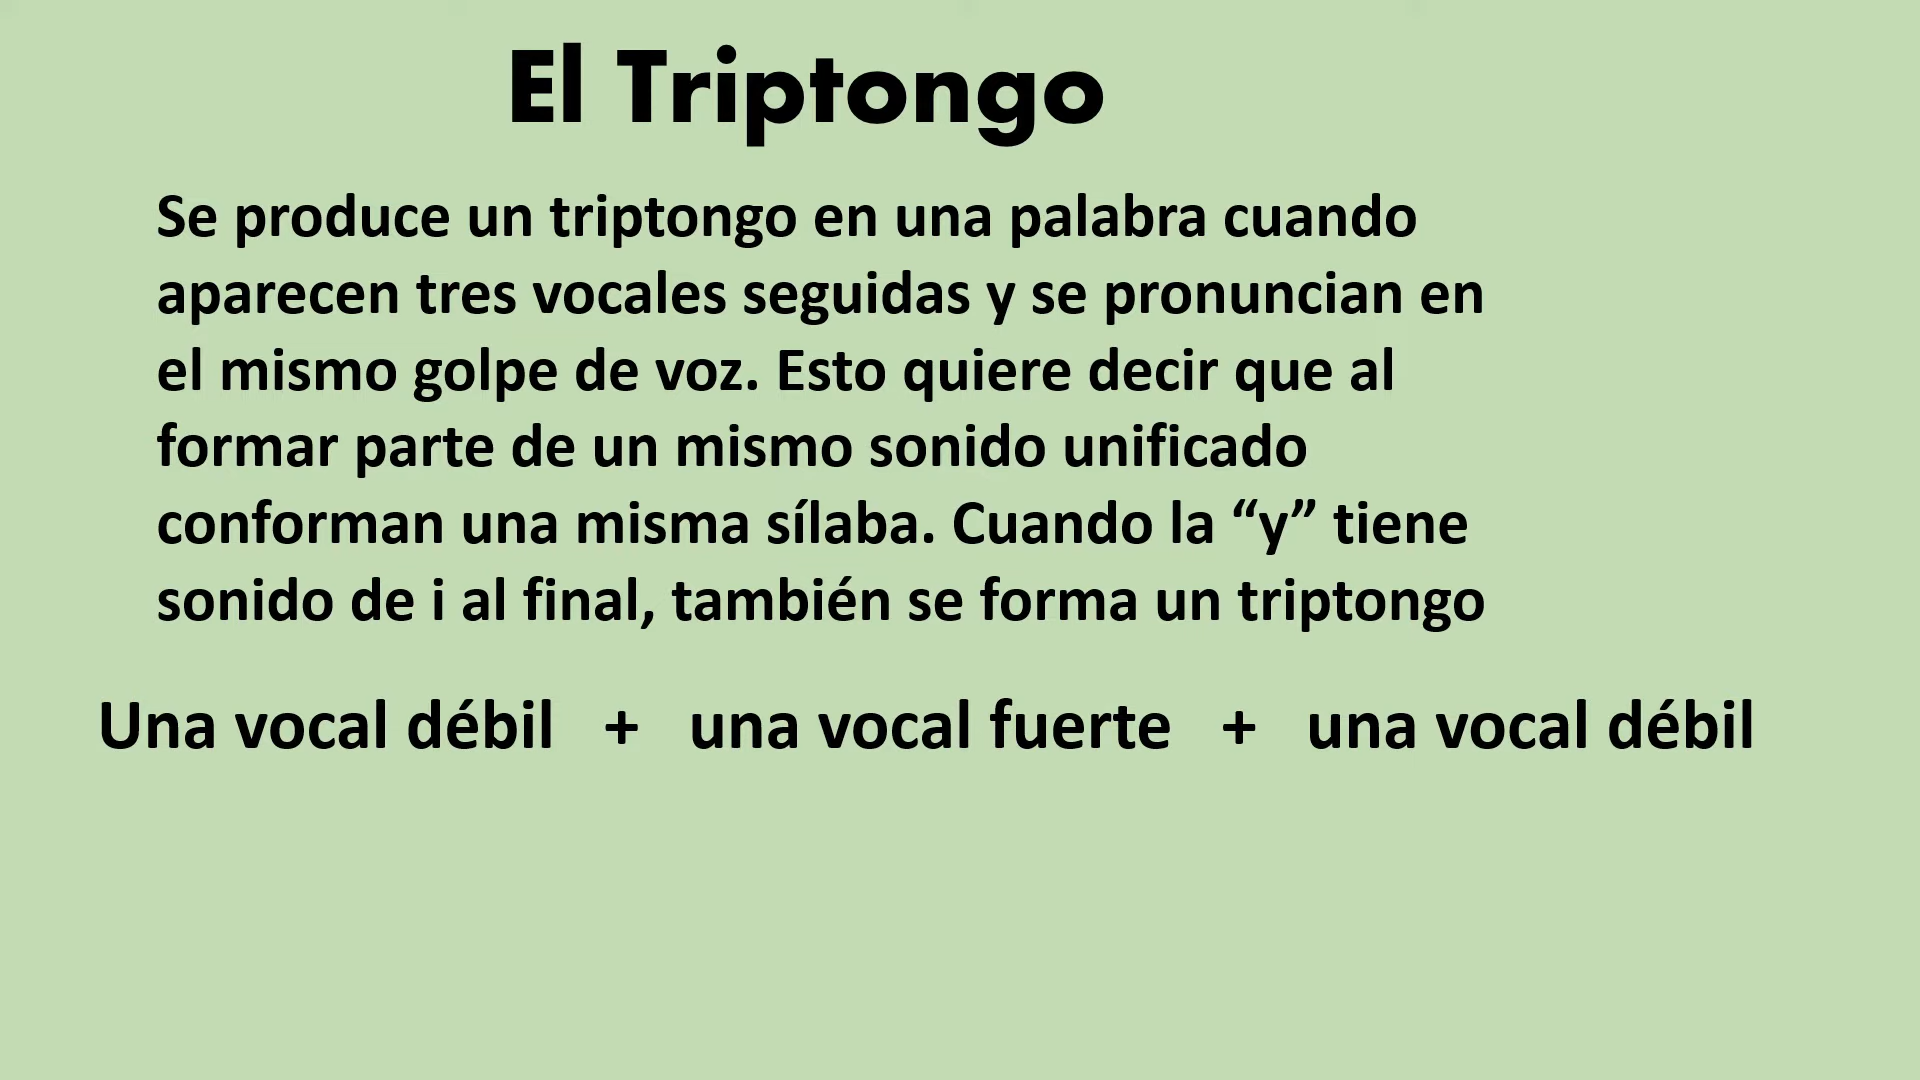 El Triptongo
Se produce un triptongo en una palabra cuando
aparecen tres vocales seguidas y se pronuncian en
el mismo golpe de voz. Esto quiere decir que al
formar parte de un mismo sonido unificado
conforman una misma sílaba. Cuando la “y” tiene
sonido de i al final, también se forma un triptongo
Una vocal débil + una vocal fuerte + una vocal débil